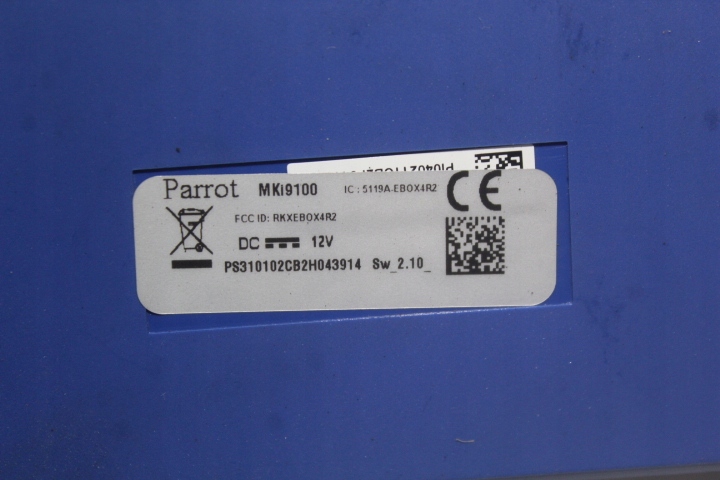 Parrot MKi9100 IC : 5119A-EBOX4R2
FCC ID: RKXEBOX4R2
DC 12V
PS310102CB2H043914 Sw_2.10_